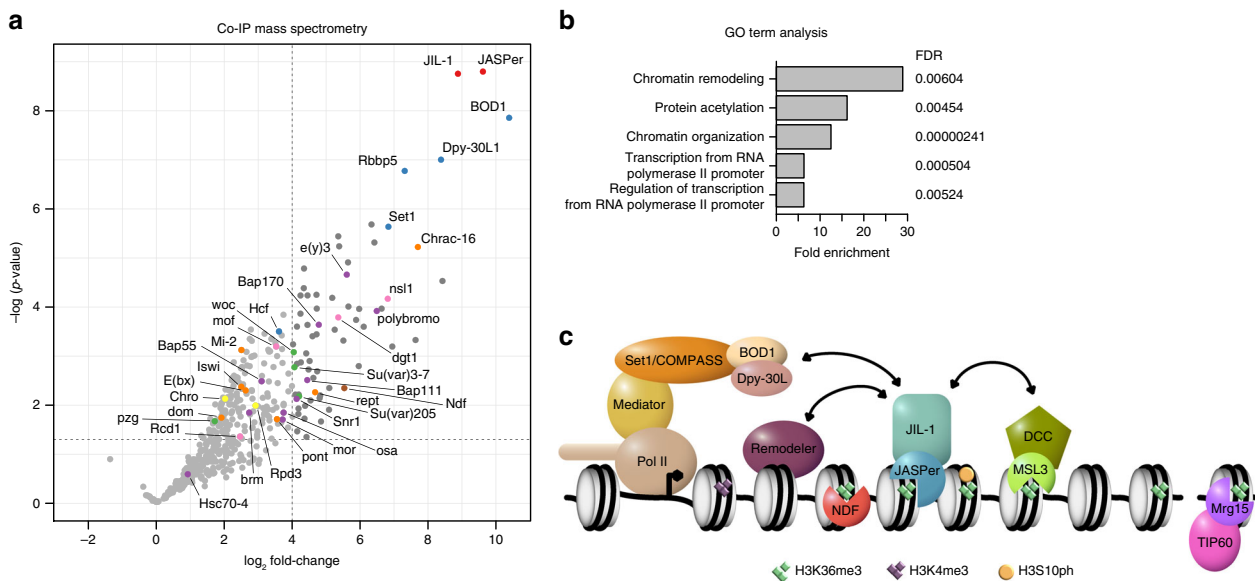 a
Co-IP mass spectrometry
JIL-1
JASPer
BOD1
Dpy-30L1
Rbbp5
Set1
Chrac-16
e(y)3
Bap170
nsl1
woc
Hcf
polybromo
mof
Mi-2
dgt1
Bap55
Su(var)3-7
Iswi
Bap111
E(bx)
Ndf
Chro
rept
dom
Su(var)205
pzg
Snr1
Rcd1
osa
mor
pont
Rpd3
brm
Hsc70-4
8
6
4
2
0
–log (p-value)
−2
0
2
4
6
8
10
log2 fold-change
b
GO term analysis
FDR
Chromatin remodeling
0.00604
Protein acetylation
0.00454
Chromatin organization
0.00000241
Transcription from RNA
polymerase II promoter
0.000504
Regulation of transcription
from RNA polymerase II promoter
0.00524
0
10
20
30
Fold enrichment
c
Set1/COMPASS
BOD1
Dpy-30L
Mediator
JIL-1
DCC
Pol II
Remodeler
JASPer
MSL3
NDF
Mrg15
TIP60
H3K36me3
H3K4me3
H3S10ph